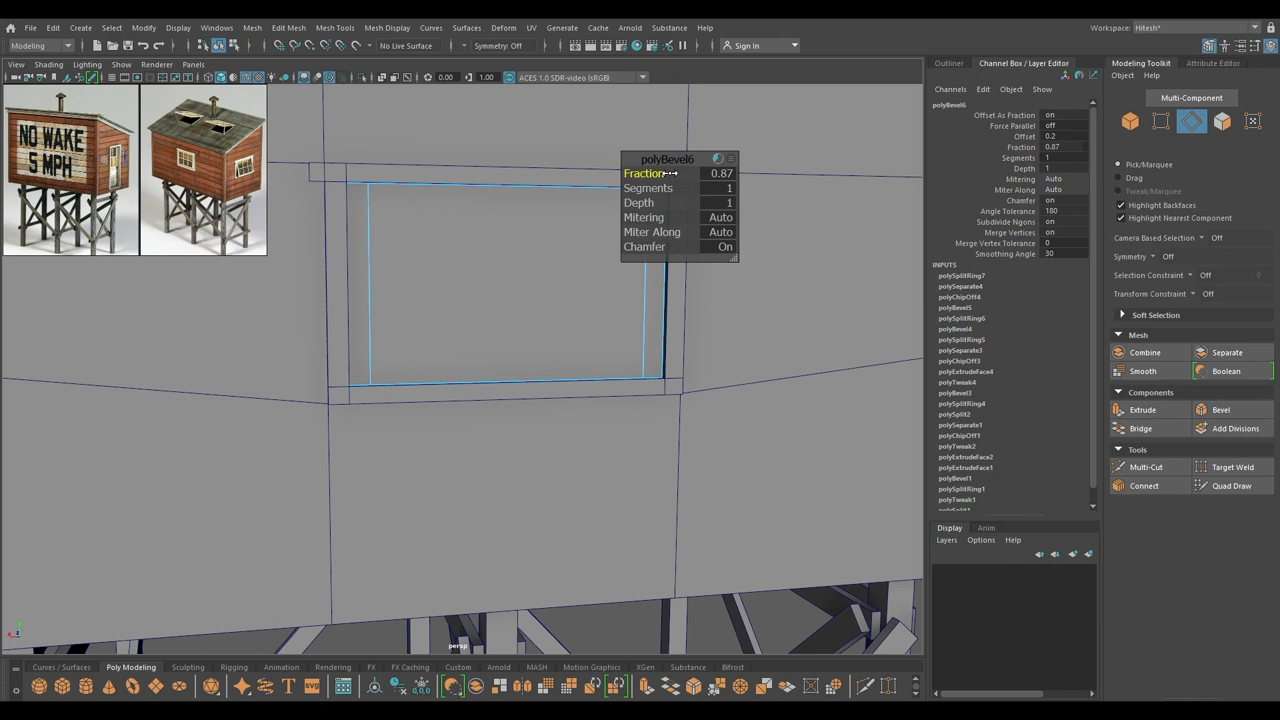 File Edit Create Select Modify Display Windows Mesh Edit Mesh Mesh Tools Mesh Display Curves Surfaces Deform UV Generate Cache Arnold Substance Help
Workspace: Hitesh*
Modeling
No Live Surface
Symmetry: Off
Sign In
View Shading Lighting Show Renderer Panels
0.00
1.00
ACES 1.0 SDR-video (sRGB)
NO WAKE
5 MPH
polyBevel6
Fraction 0.87
Segments 1
Depth 1
Mitering Auto
Miter Along Auto
Chamfer On
persp
Outliner Channel Box / Layer Editor
Channels Edit Object Show
polyBevel6
Offset As Fraction on
Force Parallel off
Offset 0.2
Fraction 0.87
Segments 1
Depth 1
Mitering Auto
Miter Along Auto
Chamfer on
Angle Tolerance 180
Subdivide Ngons on
Merge Vertices on
Merge Vertex Tolerance 0
Smoothing Angle 30
INPUTS
polySplitRing7
polySeparate4
polyChipOff4
polyBevel5
polySplitRing6
polyBevel4
polySplitRing5
polySeparate3
polyChipOff3
polyExtrudeFace4
polyTweak4
polyBevel3
polySplitRing4
polySplit2
polySeparate1
polyChipOff1
polyTweak2
polyExtrudeFace2
polyExtrudeFace1
polyBevel1
polySplitRing1
polyTweak1
polySplit1
Display Anim
Layers Options Help
Modeling Toolkit Attribute Editor
Object Help
Multi-Component
Pick/Marquee
Drag
Tweak/Marquee
Highlight Backfaces
Highlight Nearest Component
Camera Based Selection Off
Symmetry Off
Selection Constraint Off 0
Transform Constraint Off
Soft Selection
Mesh
Combine Separate
Smooth Boolean
Components
Extrude Bevel
Bridge Add Divisions
Tools
Multi-Cut Target Weld
Connect Quad Draw
Curves / Surfaces Poly Modeling Sculpting Rigging Animation Rendering FX FX Caching Custom Arnold MASH Motion Graphics XGen Substance Bifrost
svg
0,0,0